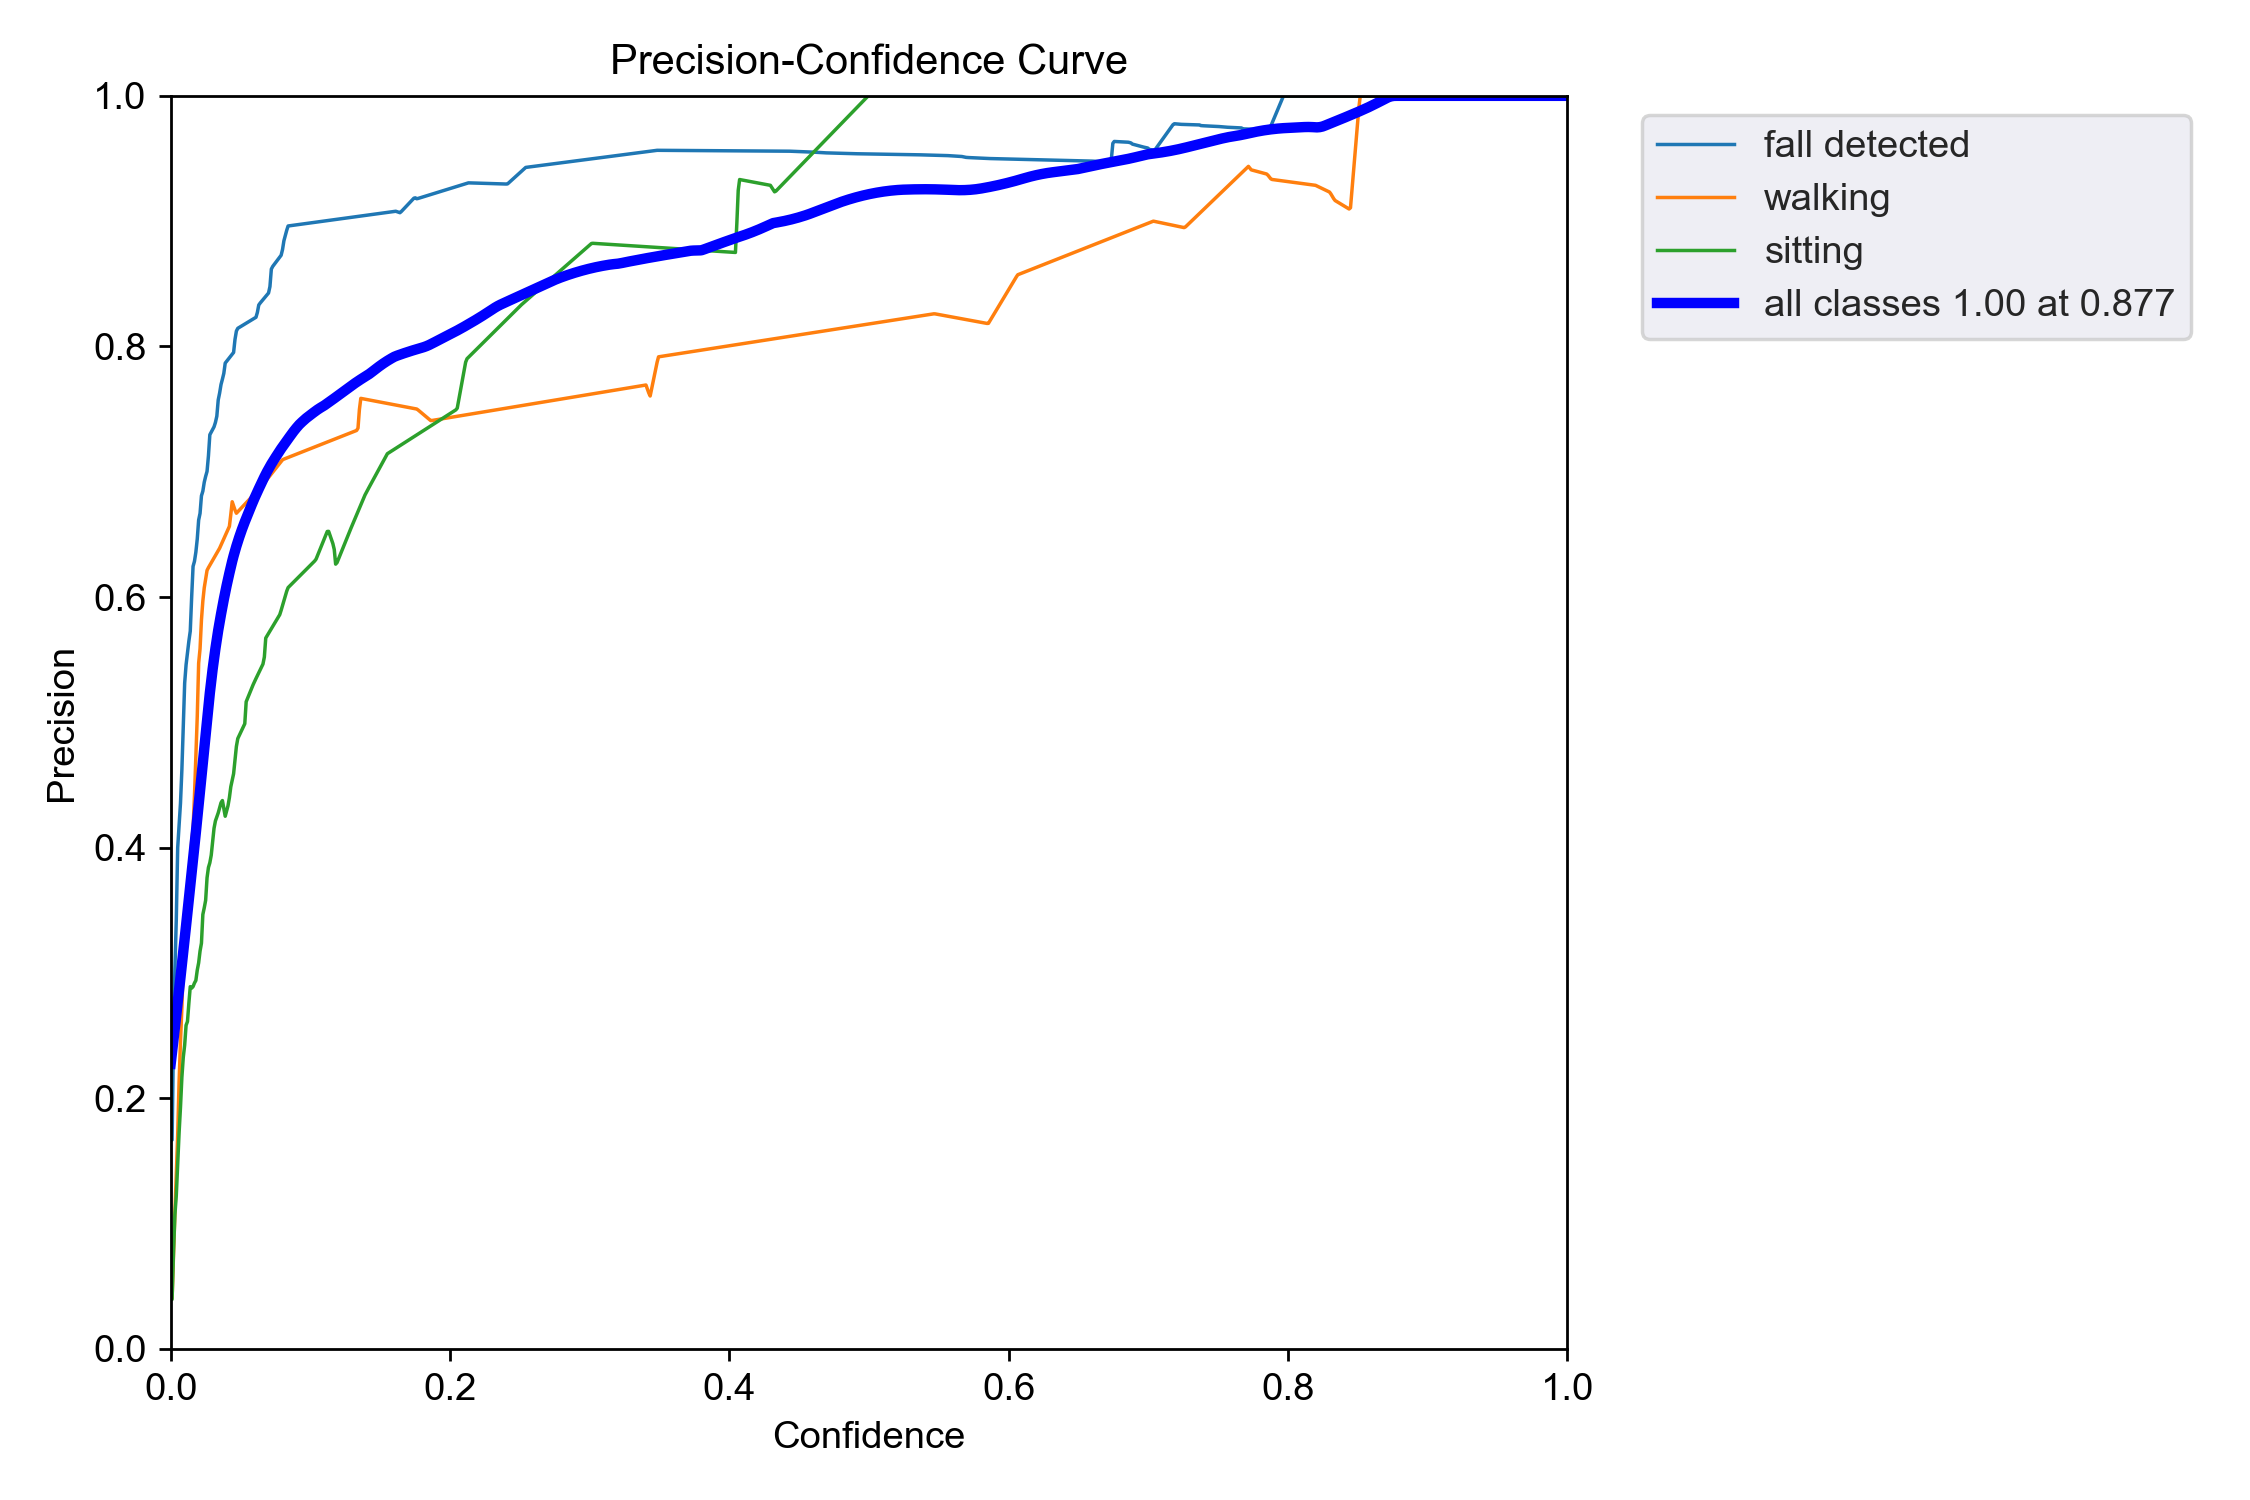 Precision-Confidence Curve
1.0
0.8
0.6
0.4
0.2
0.0
Precision
0.0 0.2 0.4 0.6 0.8 1.0
Confidence
fall detected
walking
sitting
all classes 1.00 at 0.877